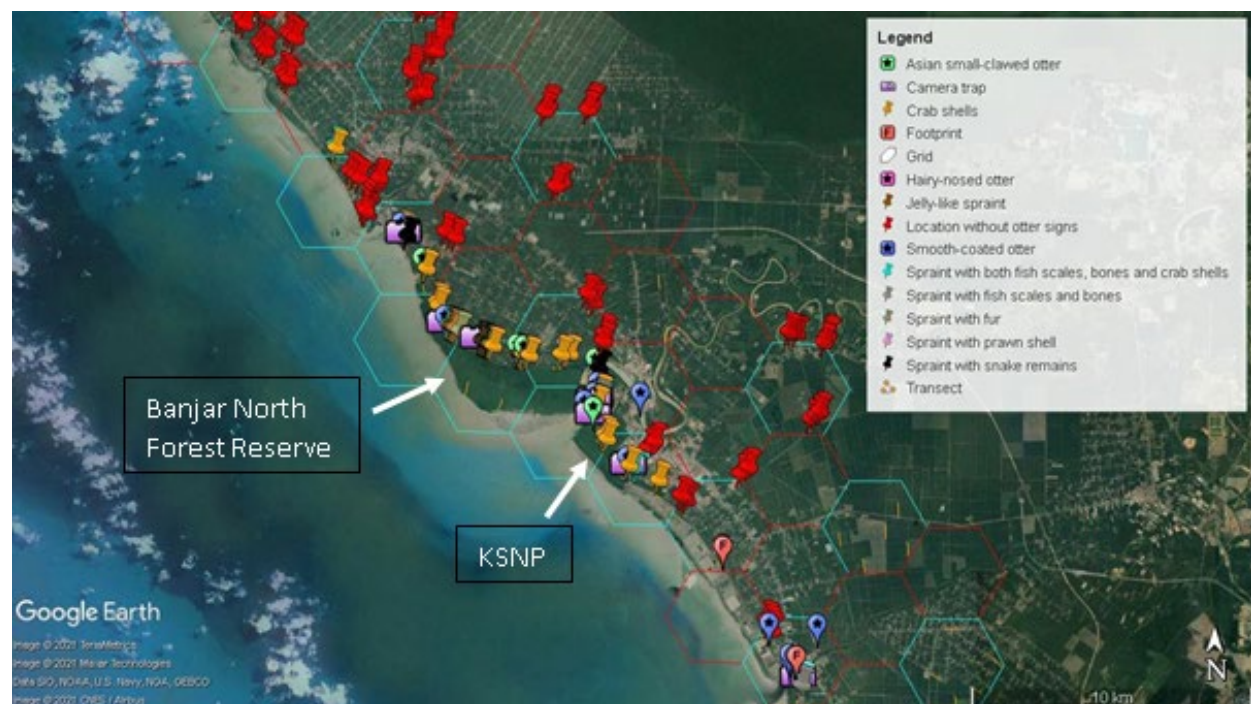 Legend
Asian small-clawed otter
Camera trap
Crab shells
F Footprint
Grid
Hairy-nosed otter
Jelly-like spraint
Location without otter signs
Smooth-coated otter
Spraint with both fish scales, bones and crab shells
Spraint with fish scales and bones
Spraint with fur
Spraint with prawn shell
Spraint with snake remains
Transect
Banjar North
Forest Reserve
KSNP
F
F
Google Earth
Image © 2021 TerraMetrics
Image © 2021 Maxar Technologies
Data SIO, NOAA, U.S. Navy, NGA, GEBCO
Image © 2021 CNES / Airbus
N
10 km